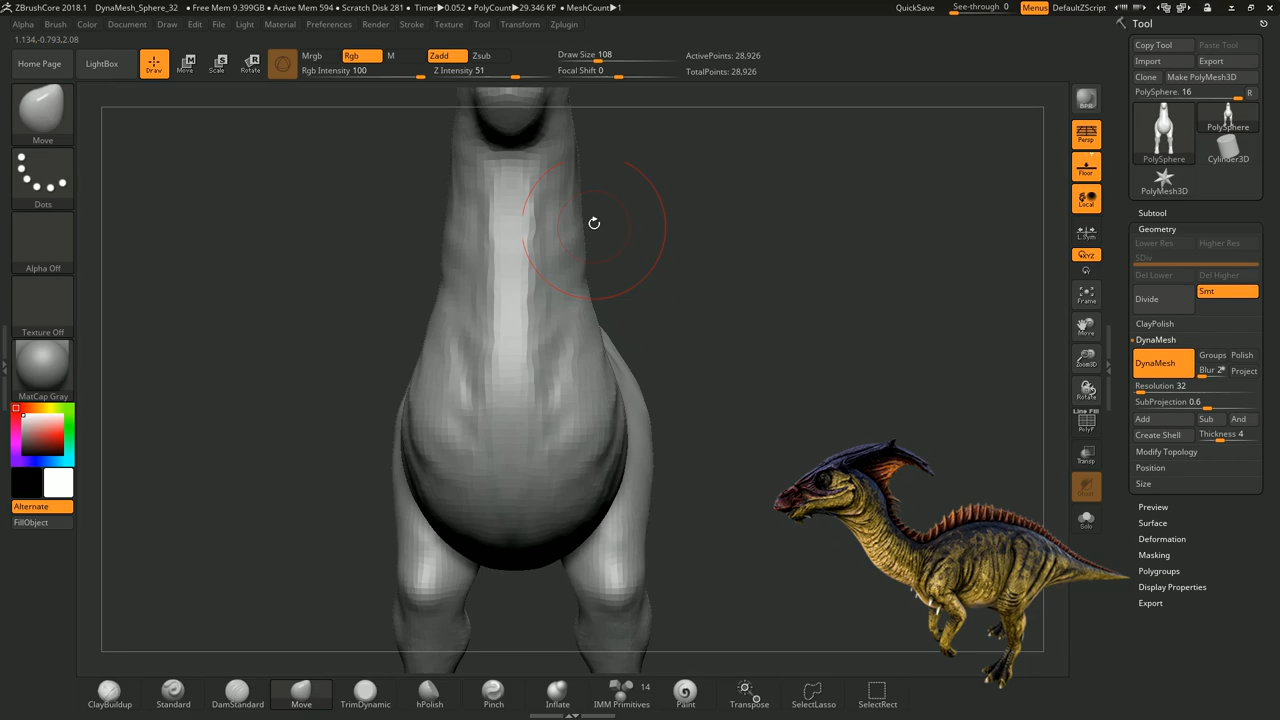 ZBrushCore 2018.1 DynaMesh_Sphere_32 • Free Mem 9.399GB • Active Mem 594 • Scratch Disk 281 • Timer▶0.052 • PolyCount▶29.346 KP • MeshCount▶1 QuickSave See-through 0 Menus DefaultZScript
Alpha Brush Color Document Draw Edit File Layer Light Material Preferences Render Stroke Texture Tool Transform Zplugin
1.134,-0.793,2.08
Home Page LightBox Draw Move Scale Rotate
Mrgb Rgb M Zadd Zsub
Rgb Intensity 100 Z Intensity 51
Draw Size 108
Focal Shift 0
ActivePoints: 28,926
TotalPoints: 28,926
Move
Dots
Alpha Off
Texture Off
MatCap Gray
Alternate
FillObject
BPR
Persp
Floor
Local
L.Sym
XYZ
Frame
Move
Zoom3D
Rotate
Line Fill
PolyF
Transp
Ghost
Solo
Tool
Copy Tool Paste Tool
Import Export
Clone Make PolyMesh3D
PolySphere. 16 R
PolySphere PolySphere
Cylinder3D
PolyMesh3D
Subtool
Geometry
Lower Res Higher Res
SDiv
Del Lower Del Higher
Divide Smt
ClayPolish
DynaMesh
DynaMesh Groups Polish
Blur 2 Project
Resolution 32
SubProjection 0.6
Add Sub And
Create Shell Thickness 4
Modify Topology
Position
Size
Preview
Surface
Deformation
Masking
Polygroups
Display Properties
Export
14
ClayBuildup Standard DamStandard Move TrimDynamic hPolish Pinch Inflate IMM Primitives Paint Transpose SelectLasso SelectRect